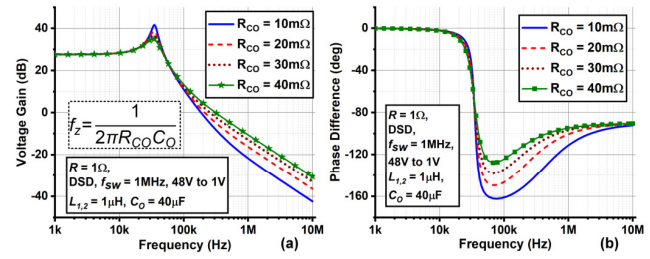 Voltage Gain (dB)
40
20
0
-20
-40
R_CO = 10mΩ
R_CO = 20mΩ
R_CO = 30mΩ
R_CO = 40mΩ
f_z = 1 / 2πR_COC_O
R = 1Ω,
DSD, f_SW = 1MHz, 48V to 1V
L_1,2 = 1μH, C_O = 40μF
1k 10k 100k 1M 10M
Frequency (Hz) (a)
Phase Difference (deg)
0
-40
-80
-120
-160
R_CO = 10mΩ
R_CO = 20mΩ
R_CO = 30mΩ
R_CO = 40mΩ
R = 1Ω,
DSD,
f_SW = 1MHz,
48V to 1V
L_1,2 = 1μH,
C_O = 40μF
1k 10k 100k 1M 10M
Frequency (Hz) (b)